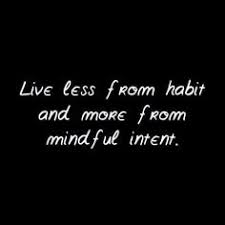 Live less from habit
and more from
mindful intent.